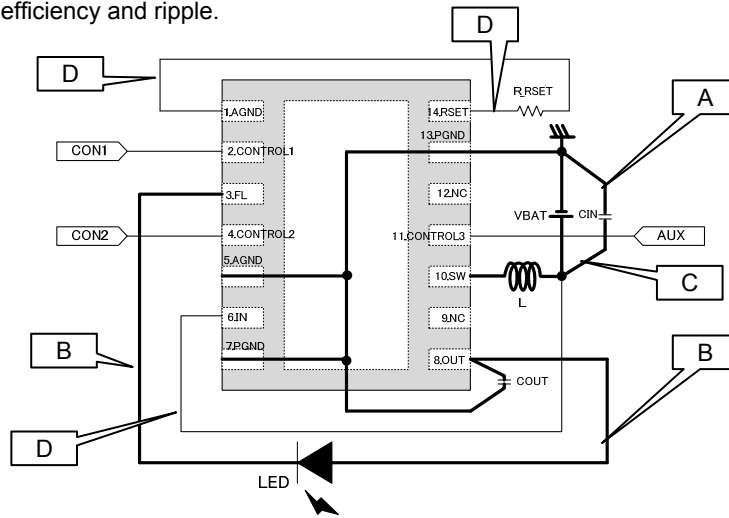 efficiency and ripple.
D
D
A
R_RSET
1.AGND
14.RSET
13.PGND
CON1
2.CONTROL1
3.FL
12.NC
VBAT
CIN
CON2
4.CONTROL2
11.CONTROL3
AUX
5.AGND
10.SW
C
L
6.IN
9.NC
B
7.PGND
8.OUT
B
COUT
D
LED